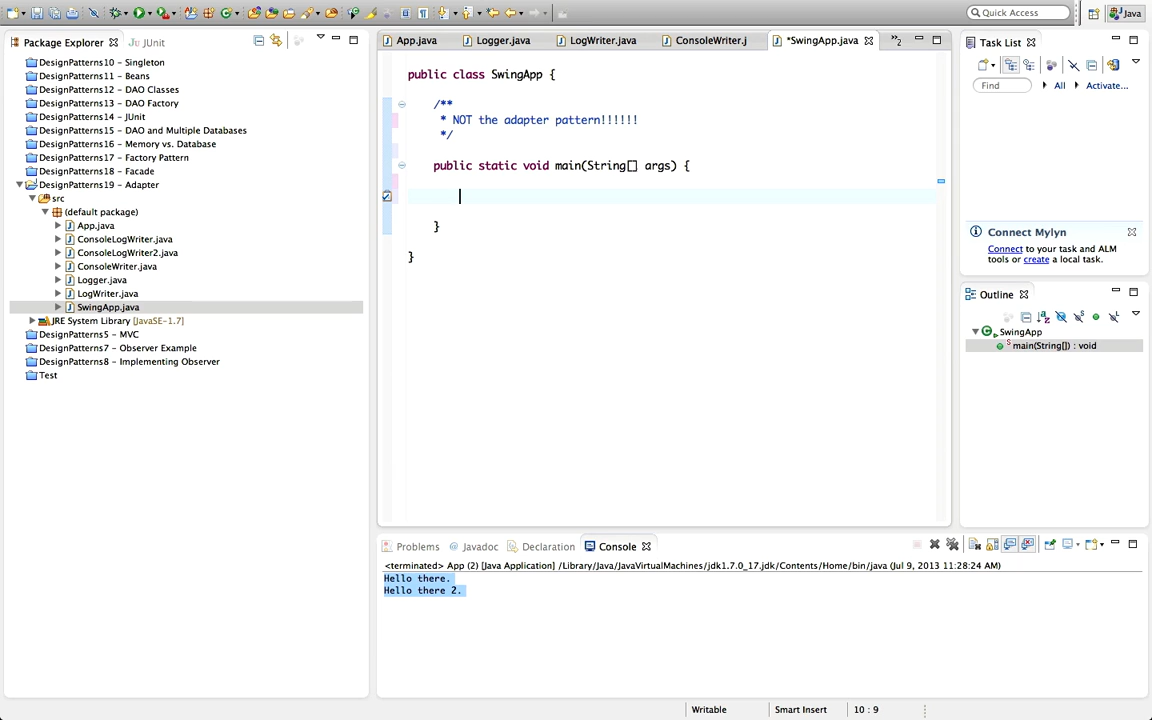 Quick Access
Java
Package Explorer
JUnit
DesignPatterns10 - Singleton
DesignPatterns11 - Beans
DesignPatterns12 - DAO Classes
DesignPatterns13 - DAO Factory
DesignPatterns14 - JUnit
DesignPatterns15 - DAO and Multiple Databases
DesignPatterns16 - Memory vs. Database
DesignPatterns17 - Factory Pattern
DesignPatterns18 - Facade
DesignPatterns19 - Adapter
src
(default package)
App.java
ConsoleLogWriter.java
ConsoleLogWriter2.java
ConsoleWriter.java
Logger.java
LogWriter.java
SwingApp.java
JRE System Library [JavaSE-1.7]
DesignPatterns5 - MVC
DesignPatterns7 - Observer Example
DesignPatterns8 - Implementing Observer
Test
App.java
Logger.java
LogWriter.java
ConsoleWriter.j
*SwingApp.java
2
public class SwingApp {
/**
* NOT the adapter pattern!!!!!!
*/
public static void main(String[] args) {
}
}
Task List
Find
All
Activate...
Connect Mylyn
Connect to your task and ALM
tools or create a local task.
Outline
SwingApp
main(String[]) : void
Problems
Javadoc
Declaration
Console
<terminated> App (2) [Java Application] /Library/Java/JavaVirtualMachines/jdk1.7.0_17.jdk/Contents/Home/bin/java (Jul 9, 2013 11:28:24 AM)
Hello there.
Hello there 2.
Writable
Smart Insert
10 : 9